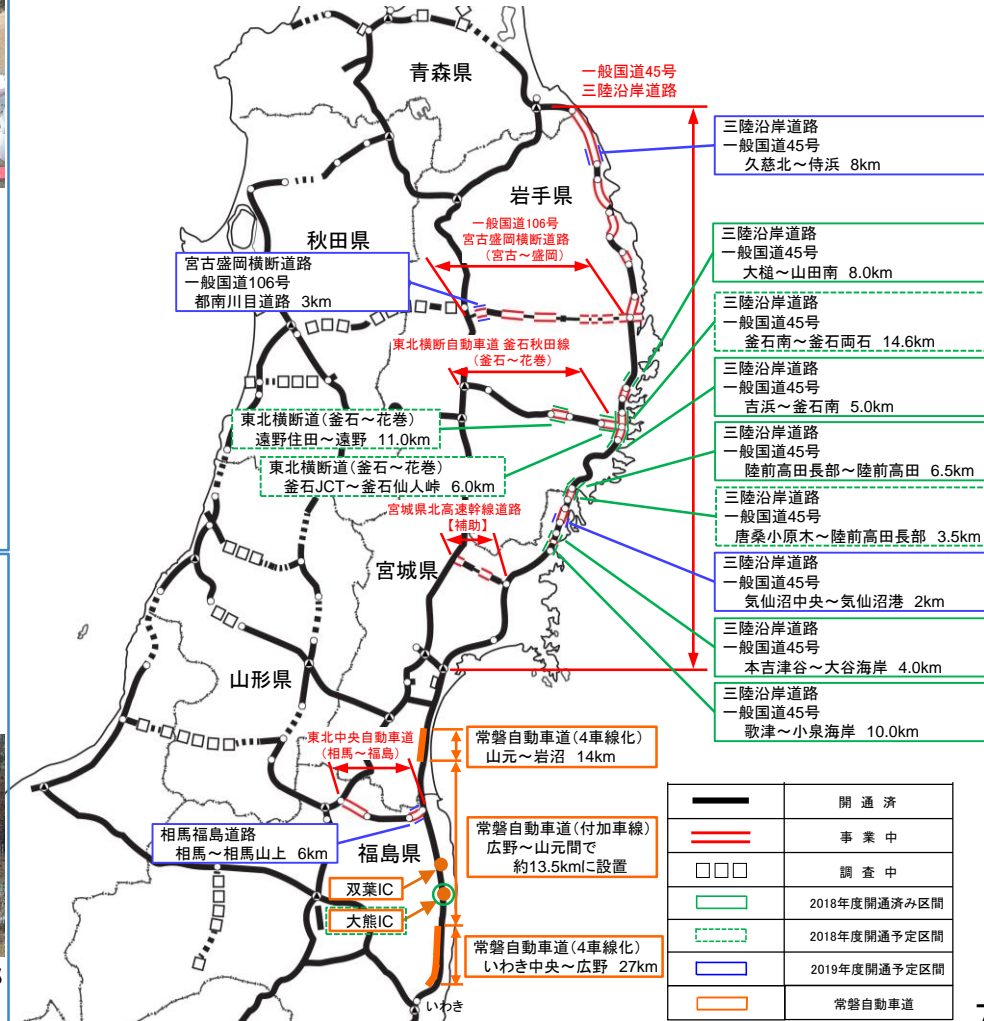 青森県
一般国道45号
三陸沿岸道路
三陸沿岸道路
一般国道45号
久慈北～侍浜 8km
岩手県
一般国道106号
宮古盛岡横断道路
（宮古～盛岡）
秋田県
宮古盛岡横断道路
一般国道106号
都南川目道路 3km
三陸沿岸道路
一般国道45号
大槌～山田南 8.0km
三陸沿岸道路
一般国道45号
釜石南～釜石両石 14.6km
東北横断自動車道 釜石秋田線
（釜石～花巻）
三陸沿岸道路
一般国道45号
吉浜～釜石南 5.0km
東北横断道（釜石～花巻）
遠野住田～遠野 11.0km
三陸沿岸道路
一般国道45号
陸前高田長部～陸前高田 6.5km
東北横断道（釜石～花巻）
釜石JCT～釜石仙人峠 6.0km
三陸沿岸道路
一般国道45号
唐桑小原木～陸前高田長部 3.5km
宮城県北高速幹線道路
【補助】
宮城県
三陸沿岸道路
一般国道45号
気仙沼中央～気仙沼港 2km
三陸沿岸道路
一般国道45号
本吉津谷～大谷海岸 4.0km
山形県
三陸沿岸道路
一般国道45号
歌津～小泉海岸 10.0km
東北中央自動車道
（相馬～福島）
常磐自動車道（4車線化）
山元～岩沼 14km
相馬福島道路
相馬～相馬山上 6km
福島県
常磐自動車道（付加車線）
広野～山元間で
約13.5kmに設置
双葉IC
大熊IC
常磐自動車道（4車線化）
いわき中央～広野 27km
いわき
開通済
事業中
調査中
2018年度開通済み区間
2018年度開通予定区間
2019年度開通予定区間
常磐自動車道